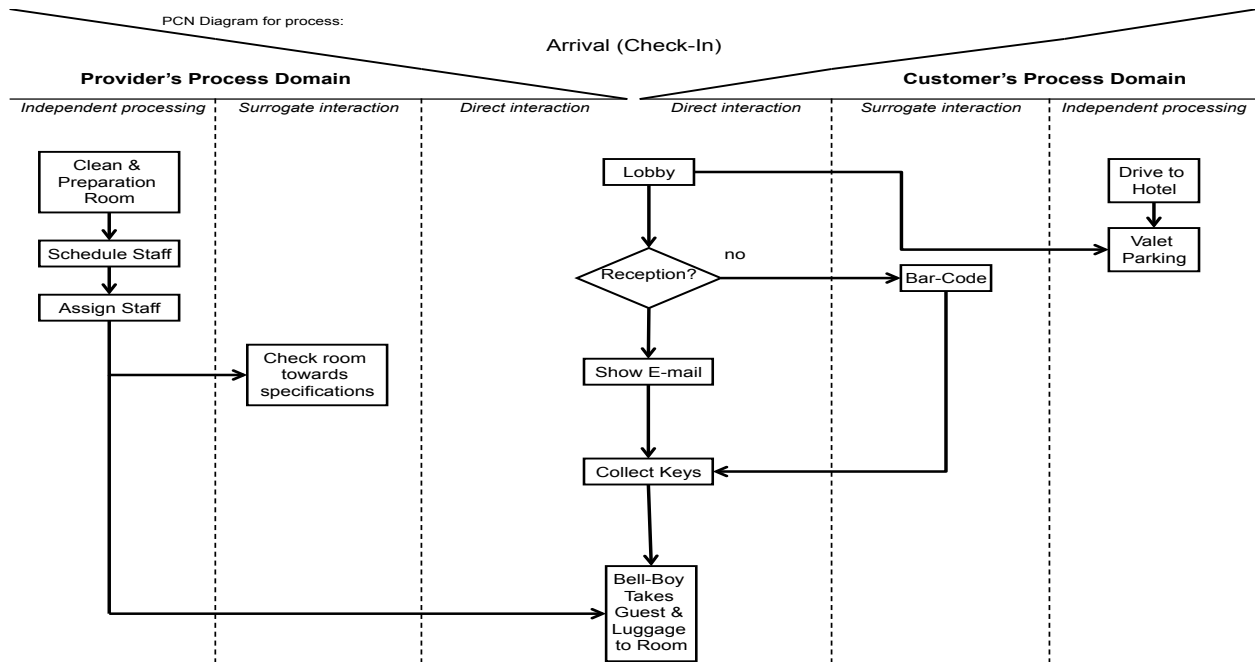 PCN Diagram for process:
Arrival (Check-In)
Provider's Process Domain
Customer's Process Domain
Independent processing
Surrogate interaction
Direct interaction
Direct interaction
Surrogate interaction
Independent processing
Clean &
Preparation
Room
Schedule Staff
Assign Staff
Check room
towards
specifications
Lobby
Reception?
no
Show E-mail
Collect Keys
Bell-Boy
Takes
Guest &
Luggage
to Room
Bar-Code
Drive to
Hotel
Valet
Parking